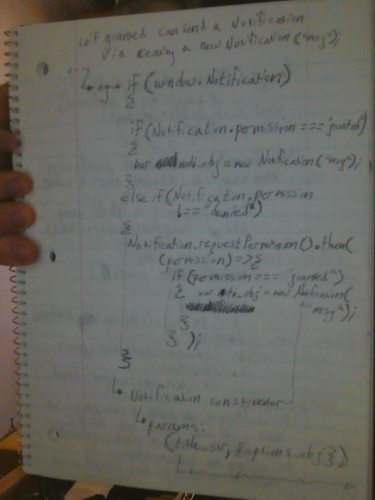 ↳ if granted can send a Notification
via creating a new Notification("msg");
↳ eg → if (window.Notification)
{
if (Notification.permission === "granted")
{
var noti_obj = new Notification("msg");
}
else if (Notification.permission
!== "denied")
{
Notification.requestPermission().then(
(permission) => {
if (permission === "granted")
{ var noti_obj = new Notification(
"msg");
}
});
}
↳ Notification constructor
↳ params:
(title_str, {options_obj})